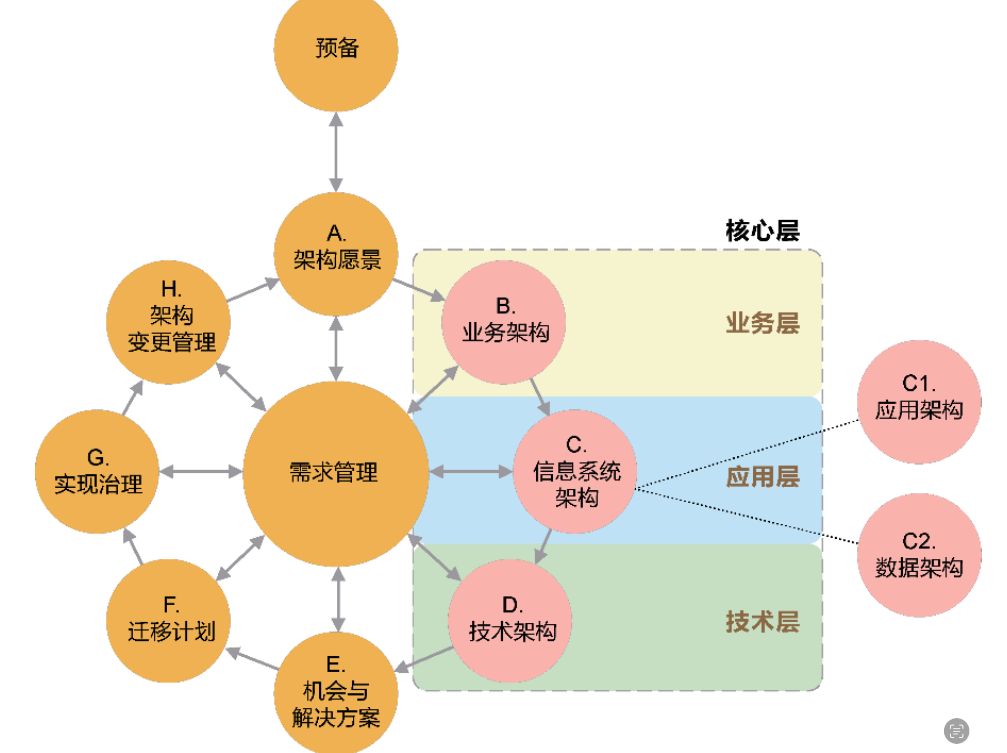 预备
A.
架构愿景
核心层
H.
架构
变更管理
B.
业务架构
业务层
C1.
应用架构
G.
实现治理
需求管理
C.
信息系统
架构
应用层
C2.
数据架构
F.
迁移计划
D.
技术架构
技术层
E.
机会与
解决方案